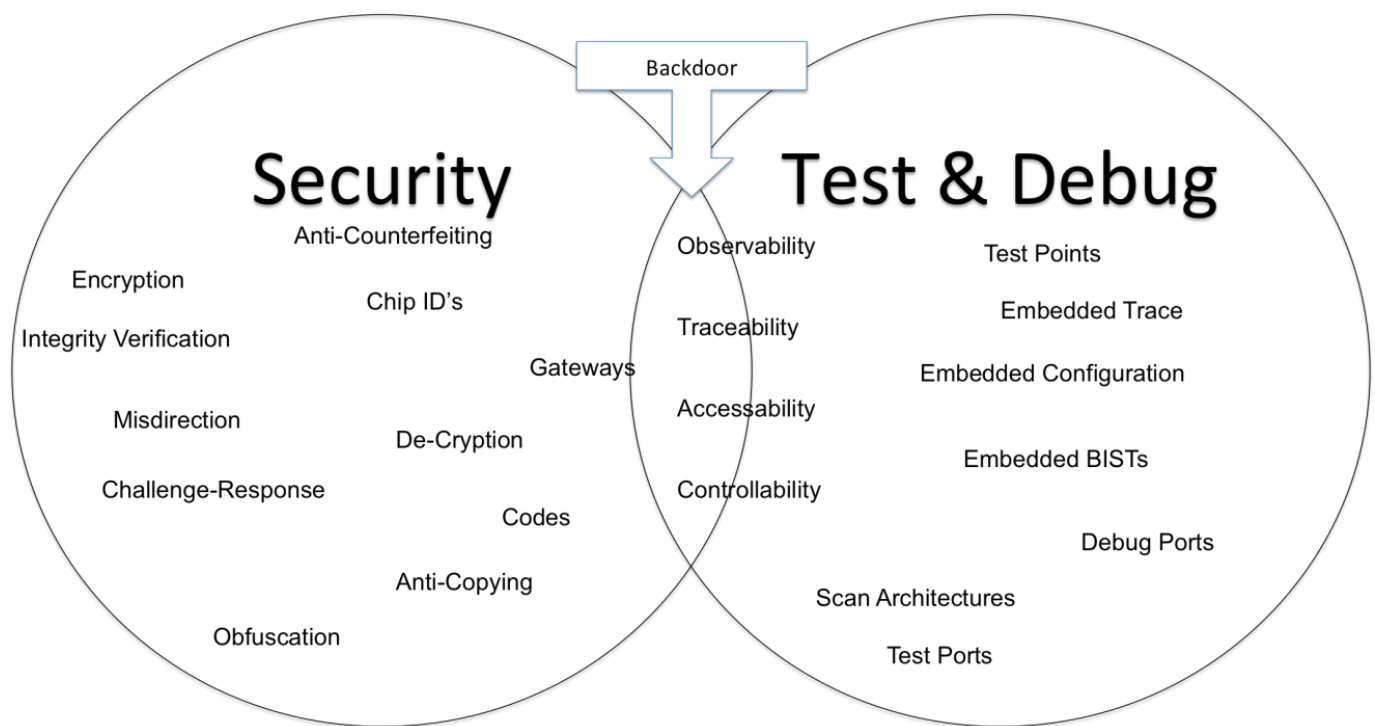 Backdoor
Security
Test & Debug
Anti-Counterfeiting
Encryption
Chip ID’s
Integrity Verification
Gateways
Misdirection
De-Cryption
Challenge-Response
Codes
Anti-Copying
Obfuscation
Observability
Traceability
Accessability
Controllability
Test Points
Embedded Trace
Embedded Configuration
Embedded BISTs
Debug Ports
Scan Architectures
Test Ports